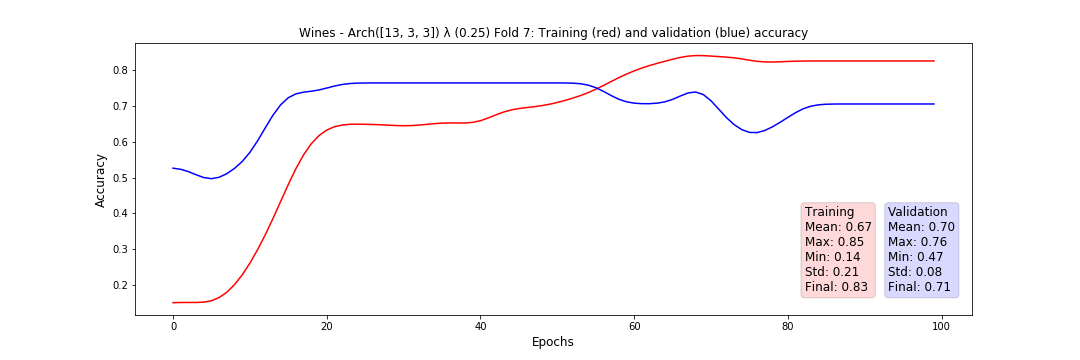 Wines - Arch([13, 3, 3]) λ (0.25) Fold 7: Training (red) and validation (blue) accuracy
Accuracy
0.8
0.7
0.6
0.5
0.4
0.3
0.2
Training
Mean: 0.67
Max: 0.85
Min: 0.14
Std: 0.21
Final: 0.83
Validation
Mean: 0.70
Max: 0.76
Min: 0.47
Std: 0.08
Final: 0.71
0 20 40 60 80 100
Epochs